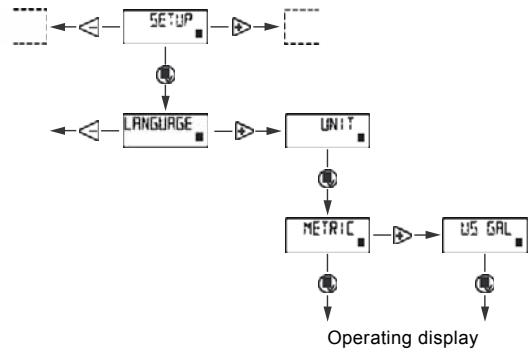 SETUP
LANGUAGE
UNIT
METRIC
US GAL
Operating display